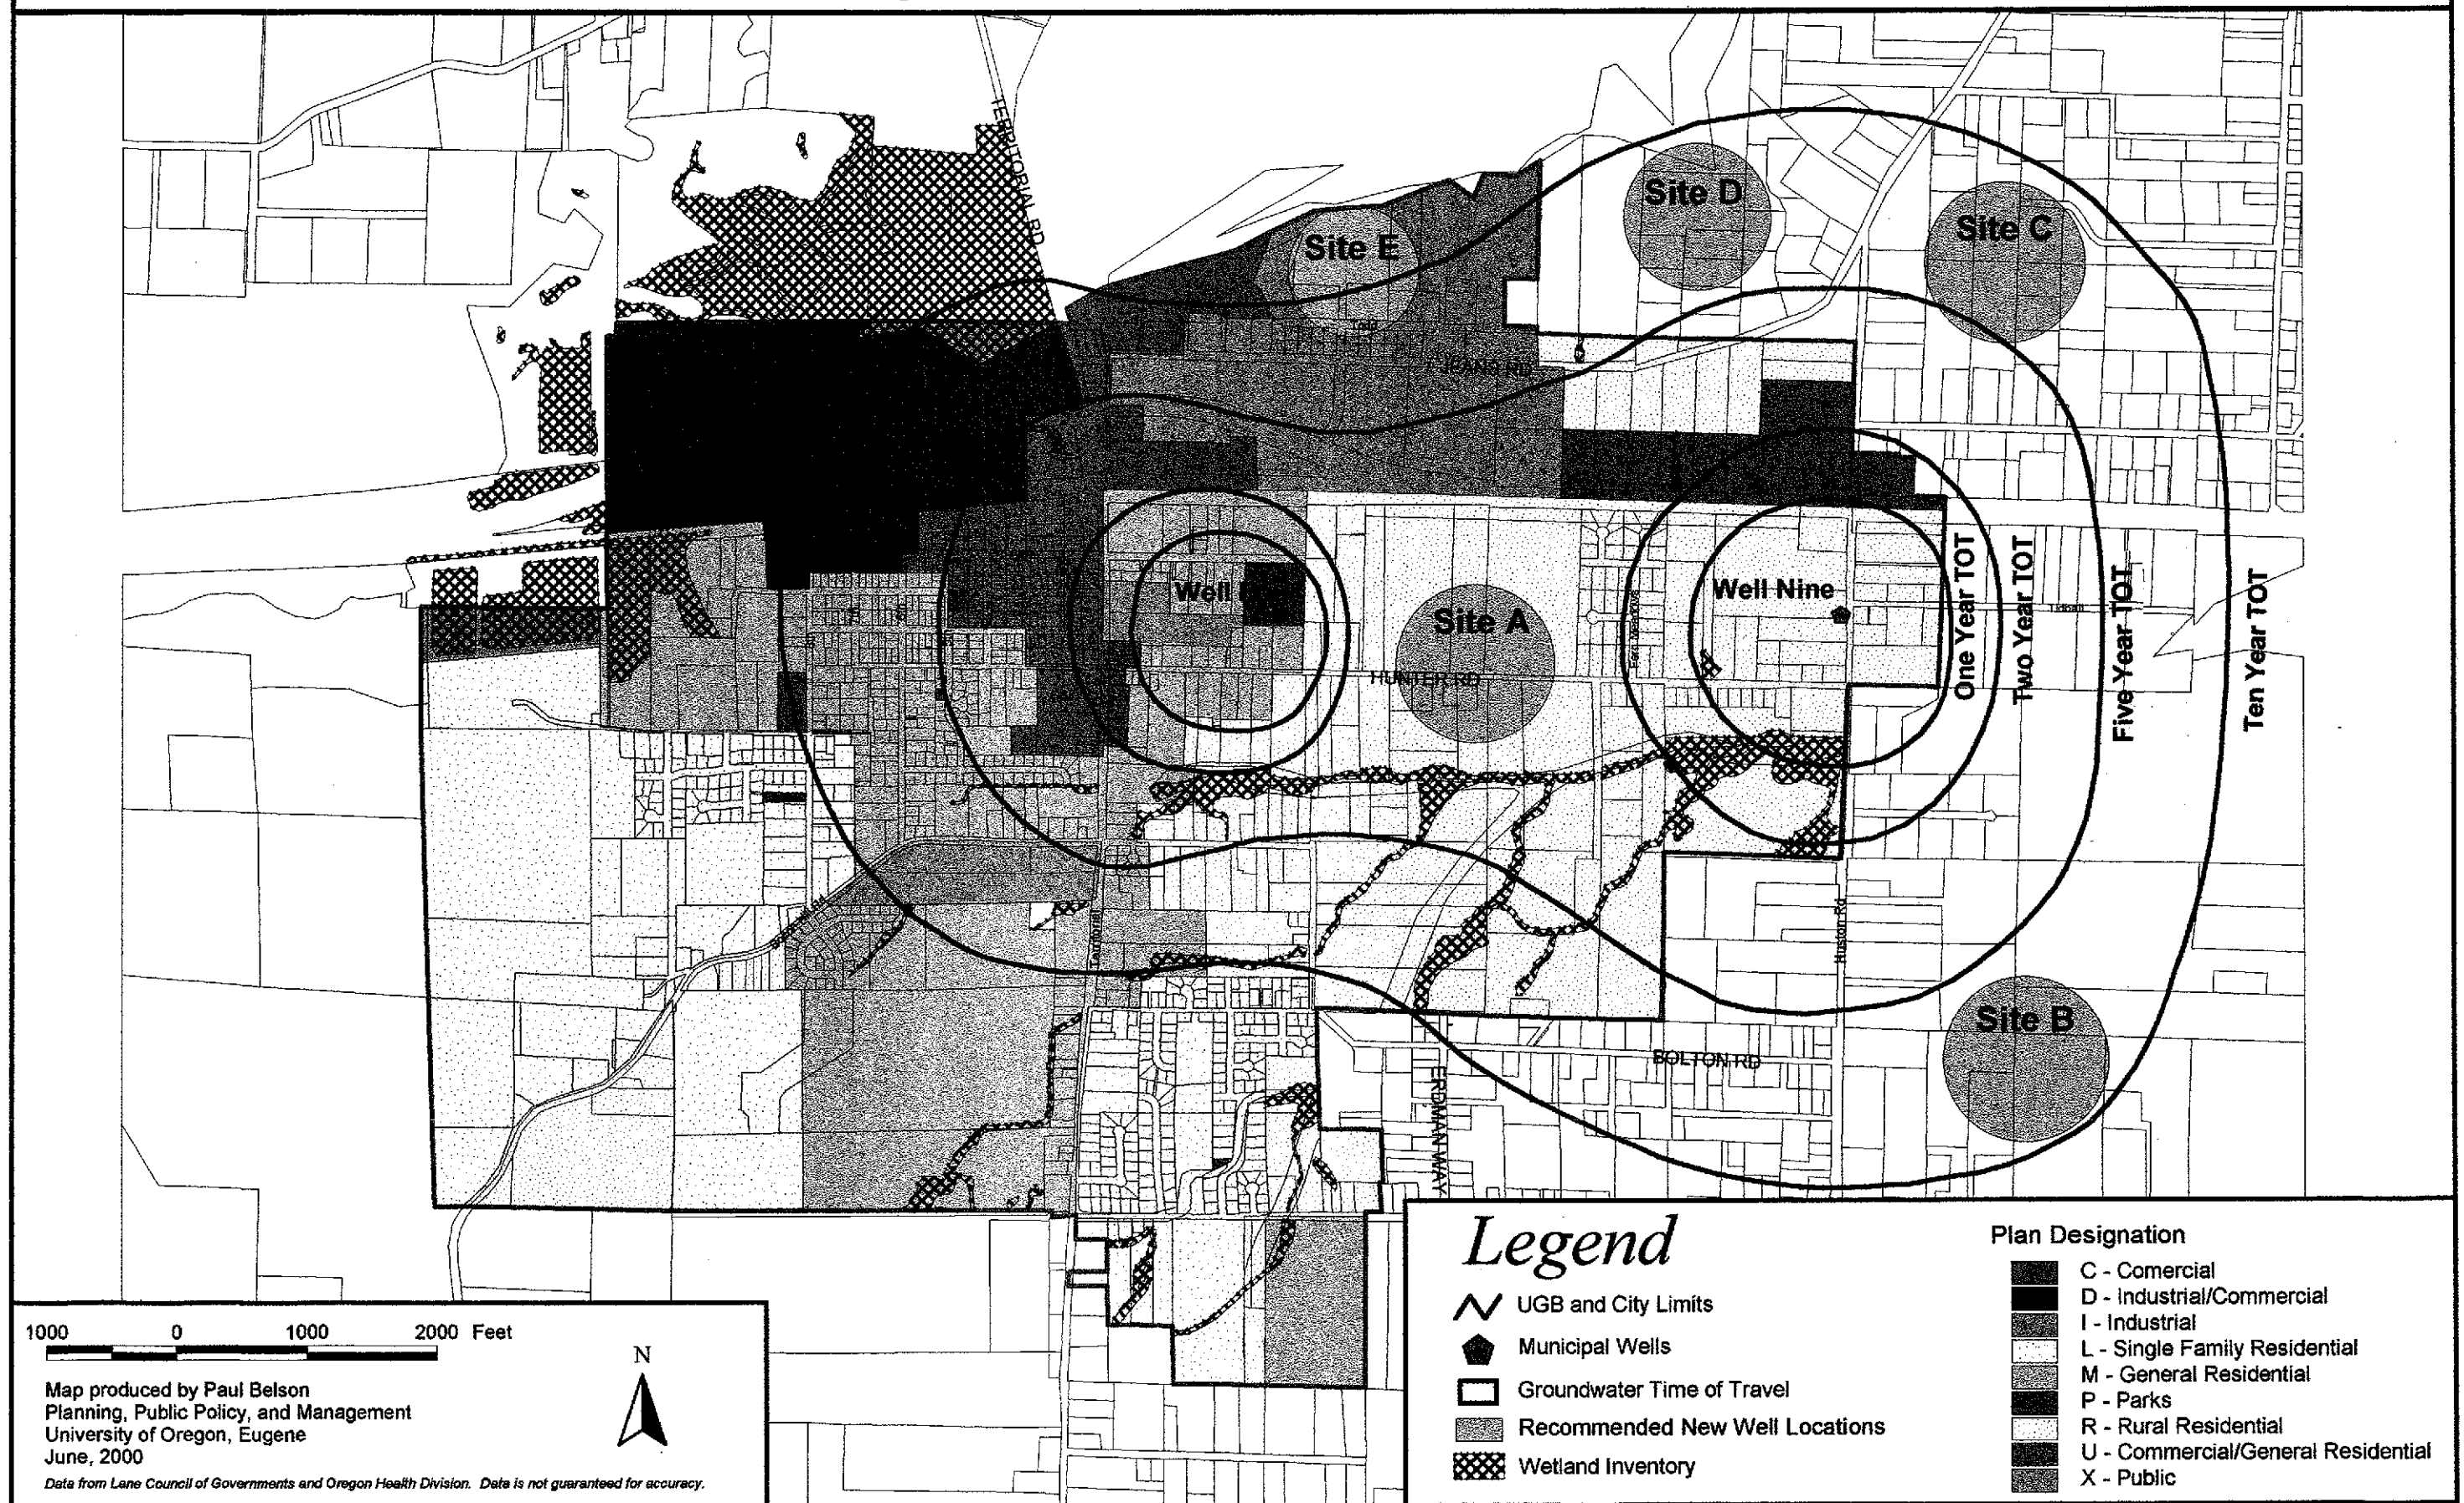 TERRITORIAL RD
Site D
Site C
Site E
JEANS RD
Well
Site A
HUNTER RD
Well Nine
One Year TOT
Two Year TOT
Five Year TOT
Ten Year TOT
Territorial
Huston Rd
Site B
BOLTON RD
ERDMAN WAY
Legend
UGB and City Limits
Municipal Wells
Groundwater Time of Travel
Recommended New Well Locations
Wetland Inventory
Plan Designation
C - Comercial
D - Industrial/Commercial
I - Industrial
L - Single Family Residential
M - General Residential
P - Parks
R - Rural Residential
U - Commercial/General Residential
X - Public
1000 0 1000 2000 Feet
N
Map produced by Paul Belson
Planning, Public Policy, and Management
University of Oregon, Eugene
June, 2000
Data from Lane Council of Governments and Oregon Health Division. Data is not guaranteed for accuracy.